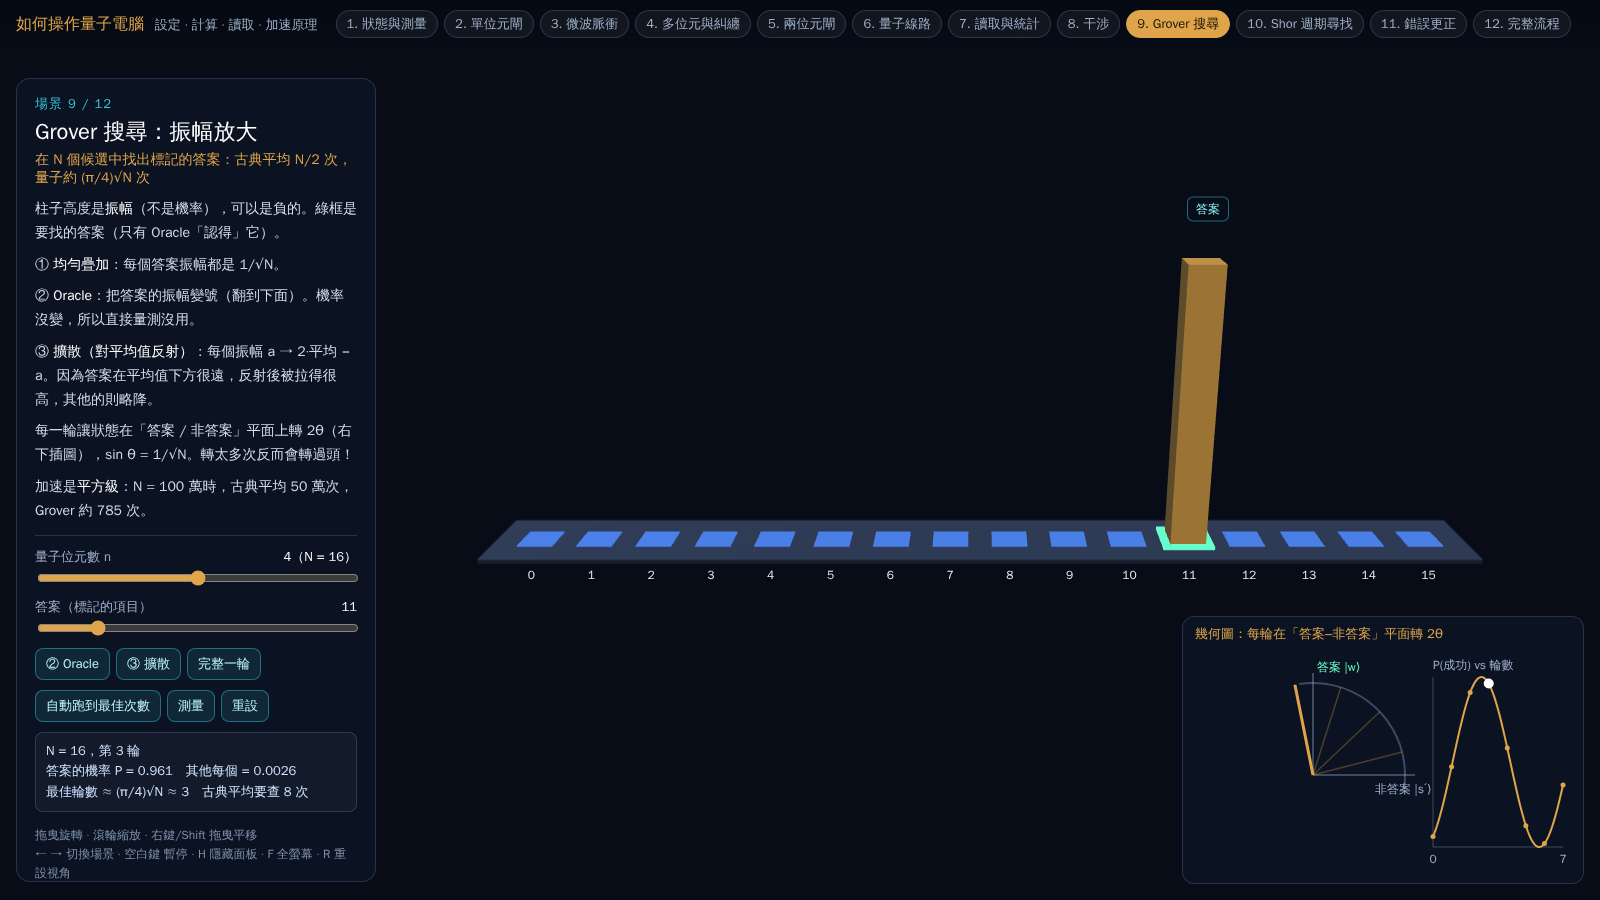 如何操作量子電腦 設定 · 計算 · 讀取 · 加速原理 1. 狀態與測量 2. 單位元閘 3. 微波脈衝 4. 多位元與糾纏 5. 兩位元閘 6. 量子線路 7. 讀取與統計 8. 干涉 9. Grover 搜尋 10. Shor 週期尋找 11. 錯誤更正 12. 完整流程
場景 9 / 12
Grover 搜尋：振幅放大
在 N 個候選中找出標記的答案：古典平均 N/2 次，
量子約 (π/4)√N 次
柱子高度是振幅（不是機率），可以是負的。綠框是
要找的答案（只有 Oracle「認得」它）。
① 均勻疊加：每個答案振幅都是 1/√N。
② Oracle：把答案的振幅變號（翻到下面）。機率
沒變，所以直接量測沒用。
③ 擴散（對平均值反射）：每個振幅 a → 2·平均 −
a。因為答案在平均值下方很遠，反射後被拉得很
高，其他的則略降。
每一輪讓狀態在「答案 / 非答案」平面上轉 2θ（右
下插圖），sin θ = 1/√N。轉太多次反而會轉過頭！
加速是平方級：N = 100 萬時，古典平均 50 萬次，
Grover 約 785 次。
量子位元數 n 4（N = 16）
答案（標記的項目） 11
② Oracle ③ 擴散 完整一輪
自動跑到最佳次數 測量 重設
N = 16，第 3 輪
答案的機率 P = 0.961 其他每個 = 0.0026
最佳輪數 ≈ (π/4)√N ≈ 3 古典平均要查 8 次
拖曳旋轉 · 滾輪縮放 · 右鍵/Shift 拖曳平移
← → 切換場景 · 空白鍵 暫停 · H 隱藏面板 · F 全螢幕 · R 重
設視角
答案
0 1 2 3 4 5 6 7 8 9 10 11 12 13 14 15
幾何圖：每輪在「答案–非答案」平面轉 2θ
答案 |w⟩
P(成功) vs 輪數
非答案 |s′⟩
0 7